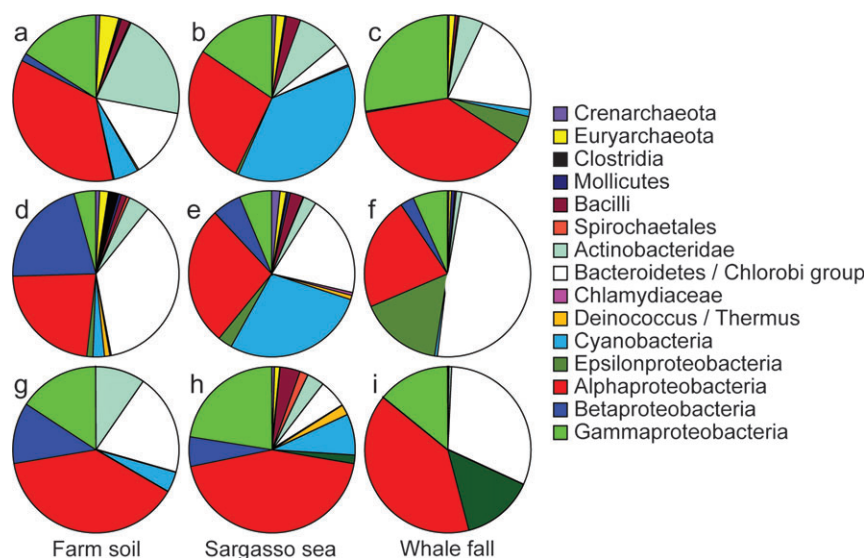 a
b
c
Crenarchaeota
Euryarchaeota
Clostridia
Mollicutes
d
e
f
Bacilli
Spirochaetales
Actinobacteridae
Bacteroidetes / Chlorobi group
Chlamydiaceae
Deinococcus / Thermus
Cyanobacteria
Epsilonproteobacteria
g
h
i
Alphaproteobacteria
Betaproteobacteria
Gammaproteobacteria
Farm soil
Sargasso sea
Whale fall